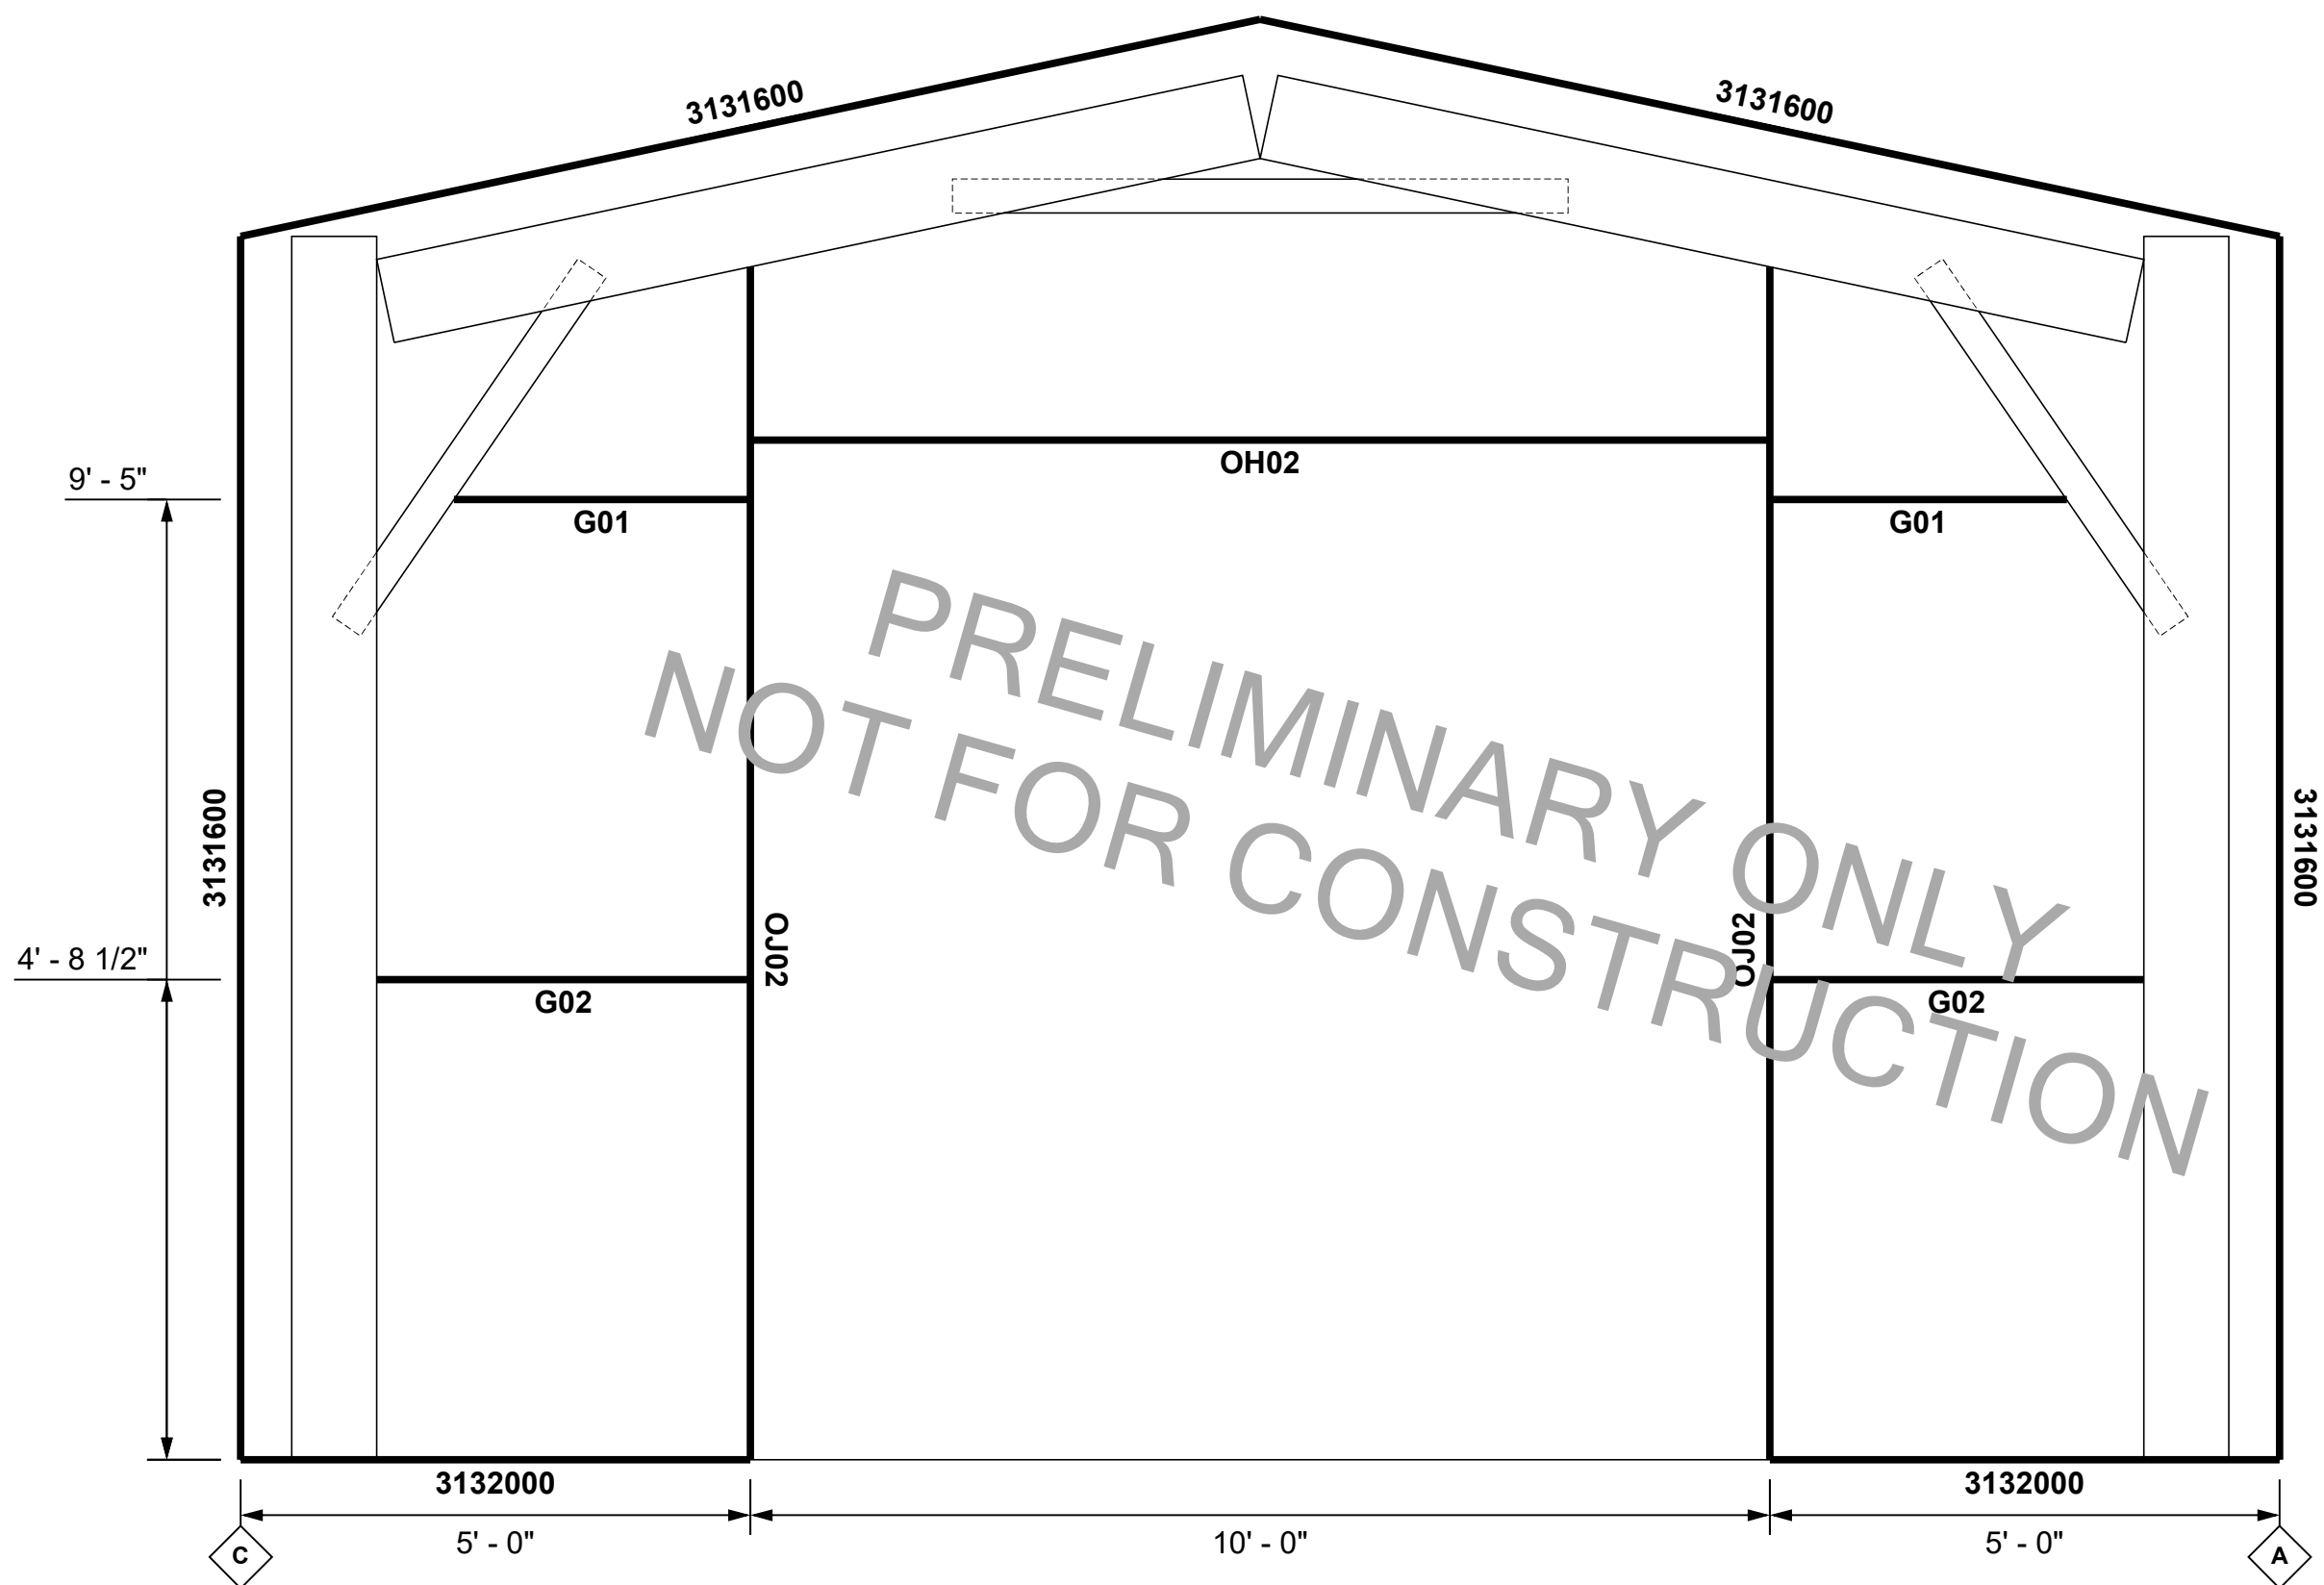 3131600
3131600
OH02
9' - 5"
G01
G01
PRELIMINARY ONLY
NOT FOR CONSTRUCTION
3131600
3131600
OJ02
OJ02
4' - 8 1/2"
G02
G02
3132000
3132000
5' - 0"
10' - 0"
5' - 0"
C
A